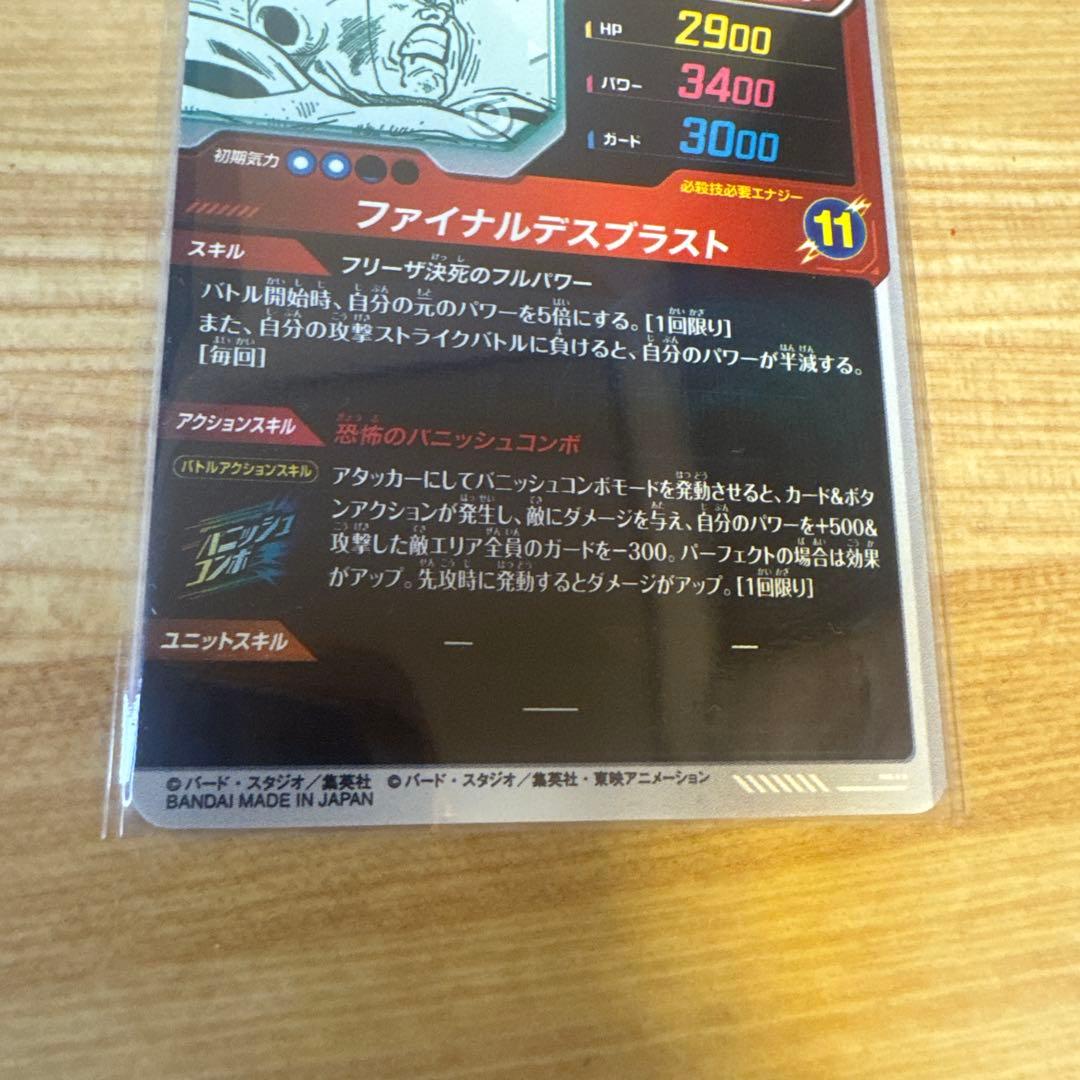 HP 2900
パワー 3400
ガード 3000
初期気力
必殺技必要エナジー
ファイナルデスブラスト 11
スキル
フリーザ決死のフルパワー
バトル開始時、自分の元のパワーを5倍にする。[1回限り]
また、自分の攻撃ストライクバトルに負けると、自分のパワーが半減する。
[毎回]
アクションスキル
恐怖のバニッシュコンボ
バトルアクションスキル
バニッシュ
コンボ
アタッカーにしてバニッシュコンボモードを発動させると、カード&ボタ
ンアクションが発生し、敵にダメージを与え、自分のパワーを+500&
攻撃した敵エリア全員のガードを-300。パーフェクトの場合は効果
がアップ。先攻時に発動するとダメージがアップ。[1回限り]
ユニットスキル
©バード・スタジオ/集英社 ©バード・スタジオ/集英社・東映アニメーション
BANDAI MADE IN JAPAN